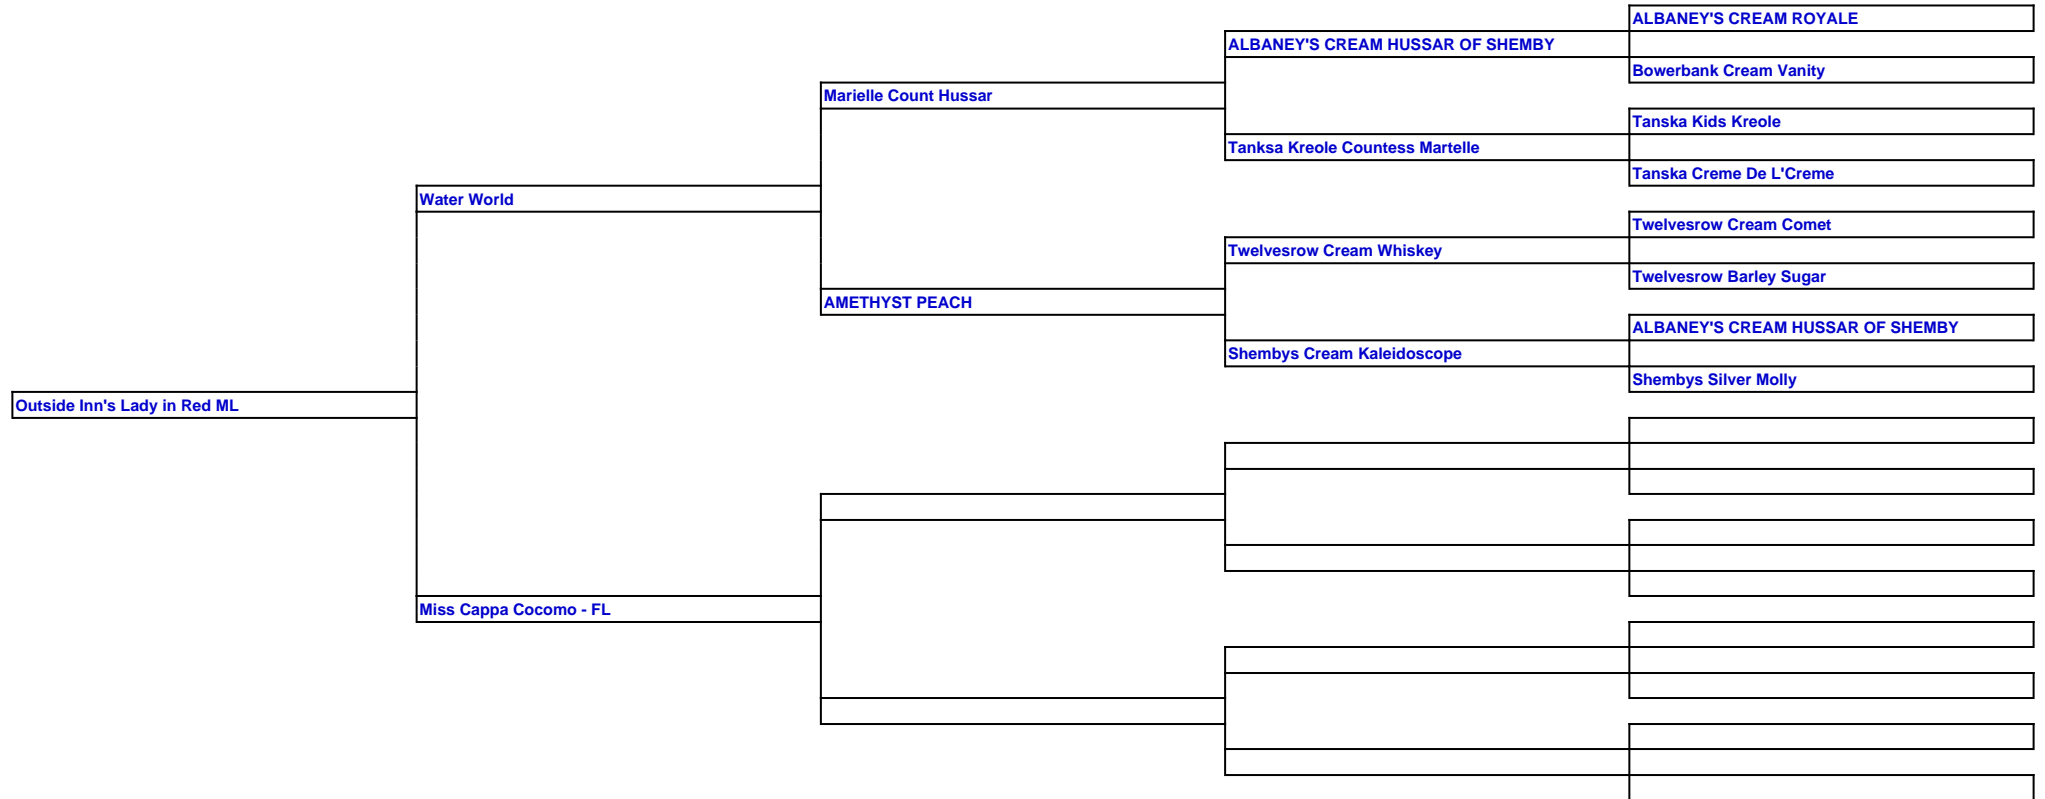 ALBANEY'S CREAM ROYALE
ALBANEY'S CREAM HUSSAR OF SHEMBY
Bowerbank Cream Vanity
Marielle Count Hussar
Tanska Kids Kreole
Tanksa Kreole Countess Martelle
Tanska Creme De L'Creme
Water World
Twelvesrow Cream Comet
Twelvesrow Cream Whiskey
Twelvesrow Barley Sugar
AMETHYST PEACH
ALBANEY'S CREAM HUSSAR OF SHEMBY
Shembys Cream Kaleidoscope
Shembys Silver Molly
Outside Inn's Lady in Red ML
Miss Cappa Cocomo - FL